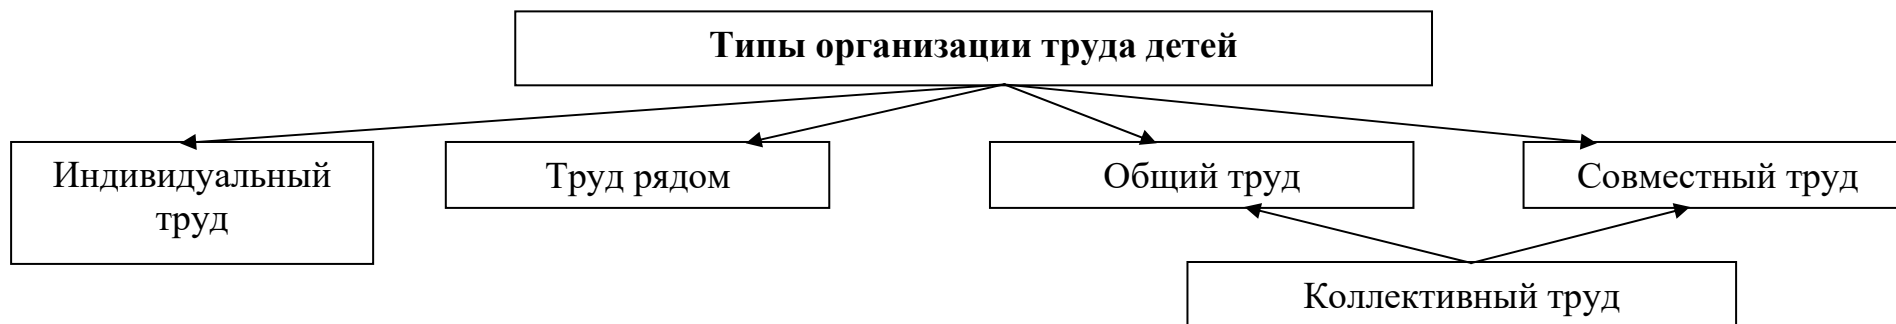 Типы организации труда детей
Индивидуальный
труд
Труд рядом
Общий труд
Совместный труд
Коллективный труд